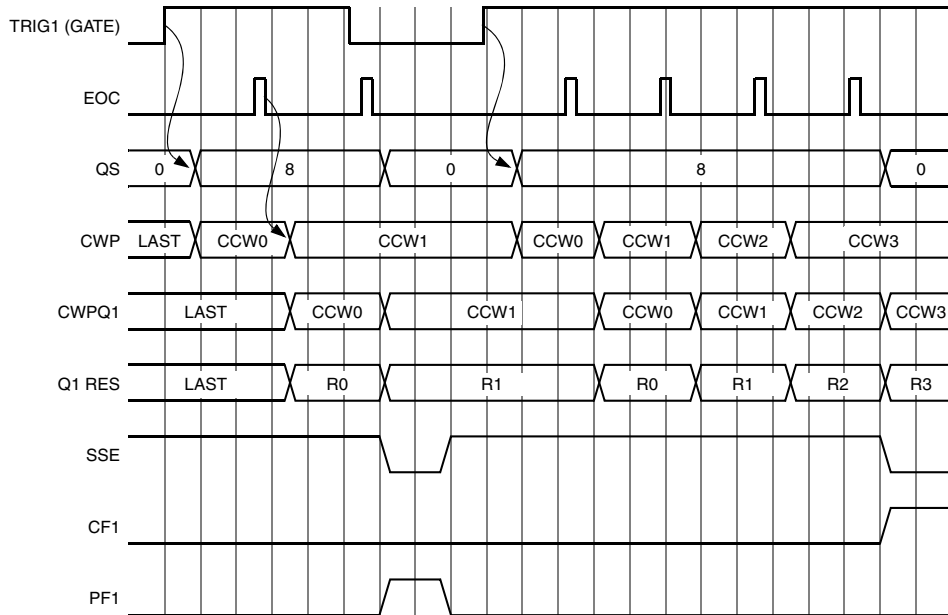 TRIG1 (GATE)
EOC
QS 0 8 0 8 0
CWP LAST CCW0 CCW1 CCW0 CCW1 CCW2 CCW3
CWPQ1 LAST CCW0 CCW1 CCW0 CCW1 CCW2 CCW3
Q1 RES LAST R0 R1 R0 R1 R2 R3
SSE
CF1
PF1